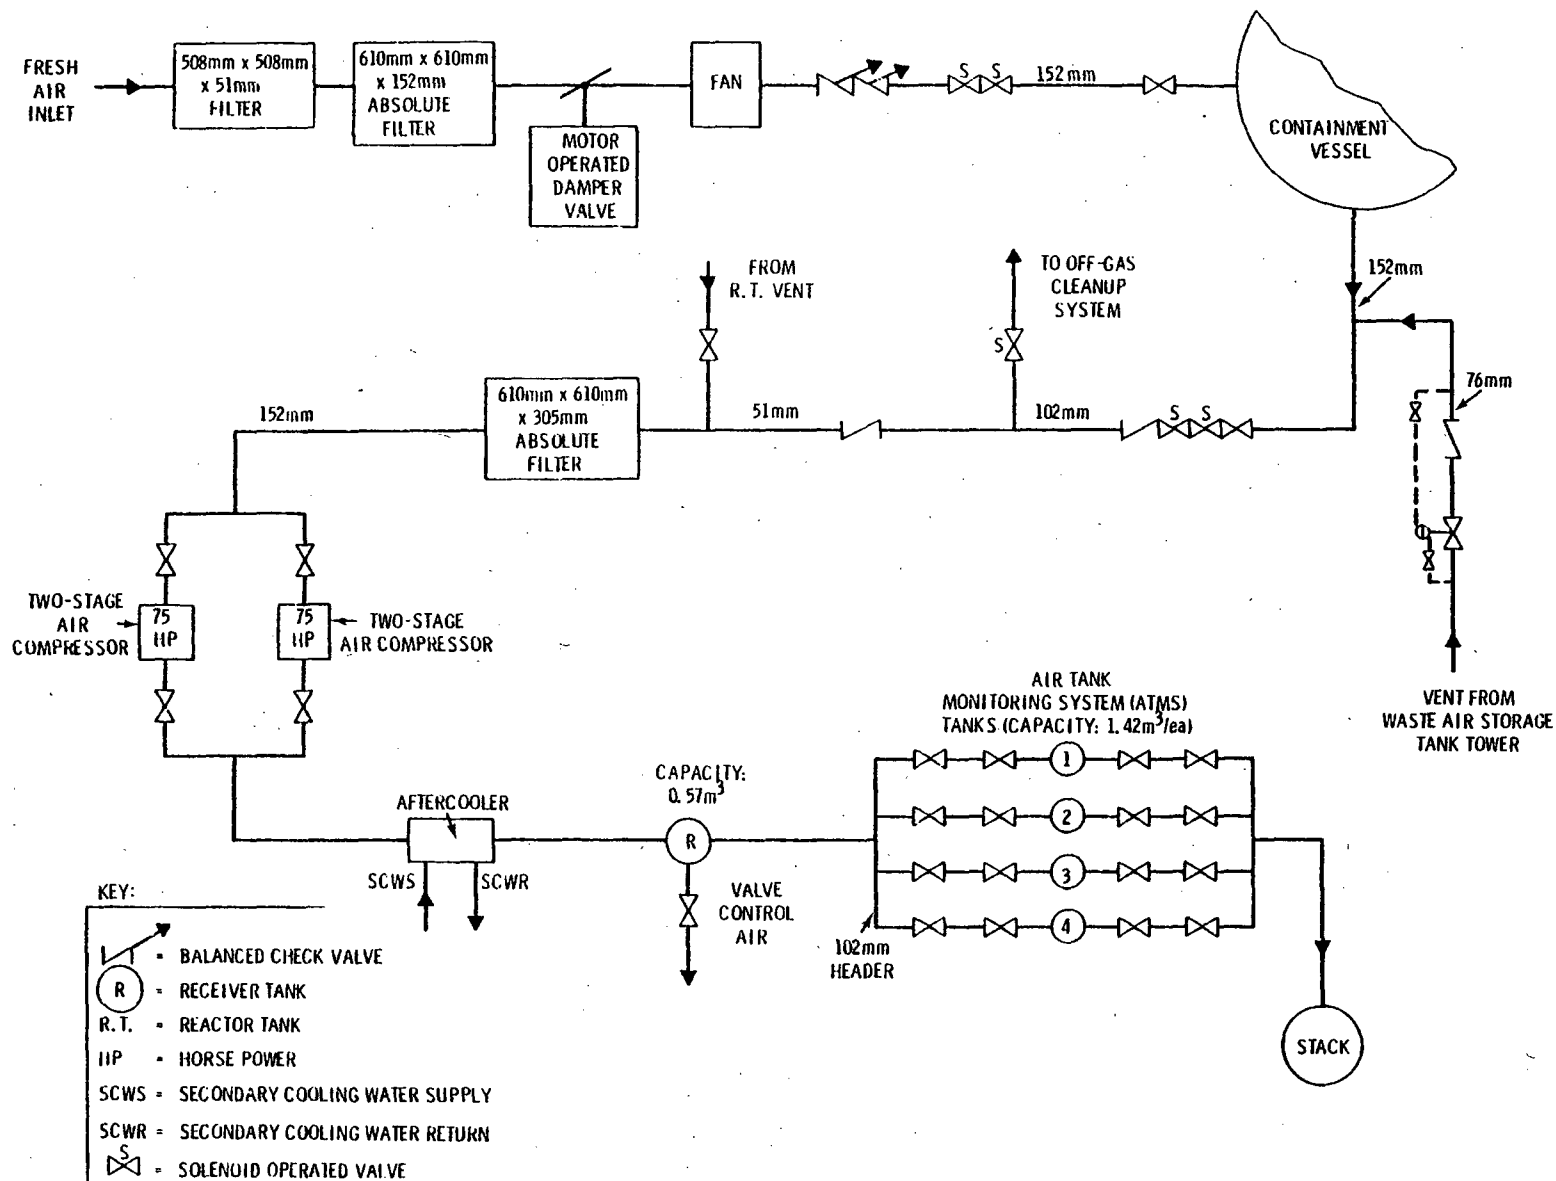 FRESH
AIR
INLET
508mm x 508mm
x 51mm
FILTER
610mm x 610mm
x 152mm
ABSOLUTE
FILTER
MOTOR
OPERATED
DAMPER
VALVE
FAN
S S
152mm
CONTAINMENT
VESSEL
152mm
FROM
R.T. VENT
TO OFF-GAS
CLEANUP
SYSTEM
S
76mm
152mm
610mm x 610mm
x 305mm
ABSOLUTE
FILTER
51mm
102mm
S S
TWO-STAGE
AIR
COMPRESSOR
75
HP
75
HP
TWO-STAGE
AIR COMPRESSOR
VENT FROM
WASTE AIR STORAGE
TANK TOWER
AIR TANK
MONITORING SYSTEM (ATMS)
TANKS (CAPACITY: 1.42m³/ea)
1
2
3
4
CAPACITY:
0.57m³
R
AFTERCOOLER
SCWS
SCWR
VALVE
CONTROL
AIR
102mm
HEADER
STACK
KEY:
= BALANCED CHECK VALVE
R = RECEIVER TANK
R.T. = REACTOR TANK
HP = HORSE POWER
SCWS = SECONDARY COOLING WATER SUPPLY
SCWR = SECONDARY COOLING WATER RETURN
S = SOLENOID OPERATED VALVE